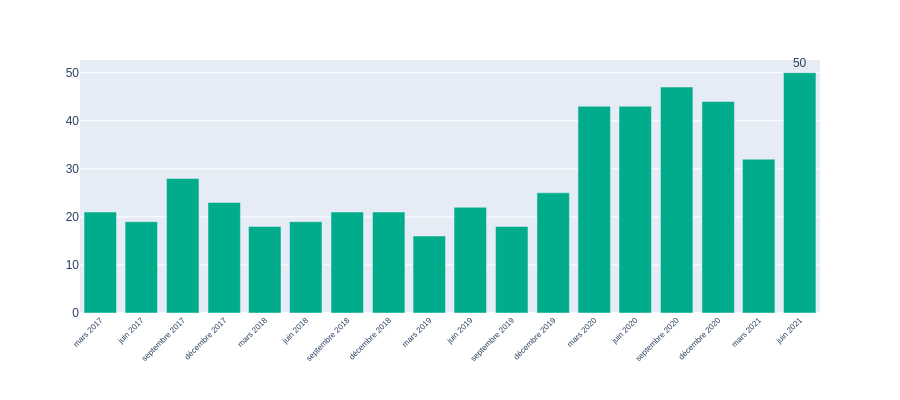 50
50
40
30
20
10
0
mars 2017
juin 2017
septembre 2017
décembre 2017
mars 2018
juin 2018
septembre 2018
décembre 2018
mars 2019
juin 2019
septembre 2019
décembre 2019
mars 2020
juin 2020
septembre 2020
décembre 2020
mars 2021
juin 2021